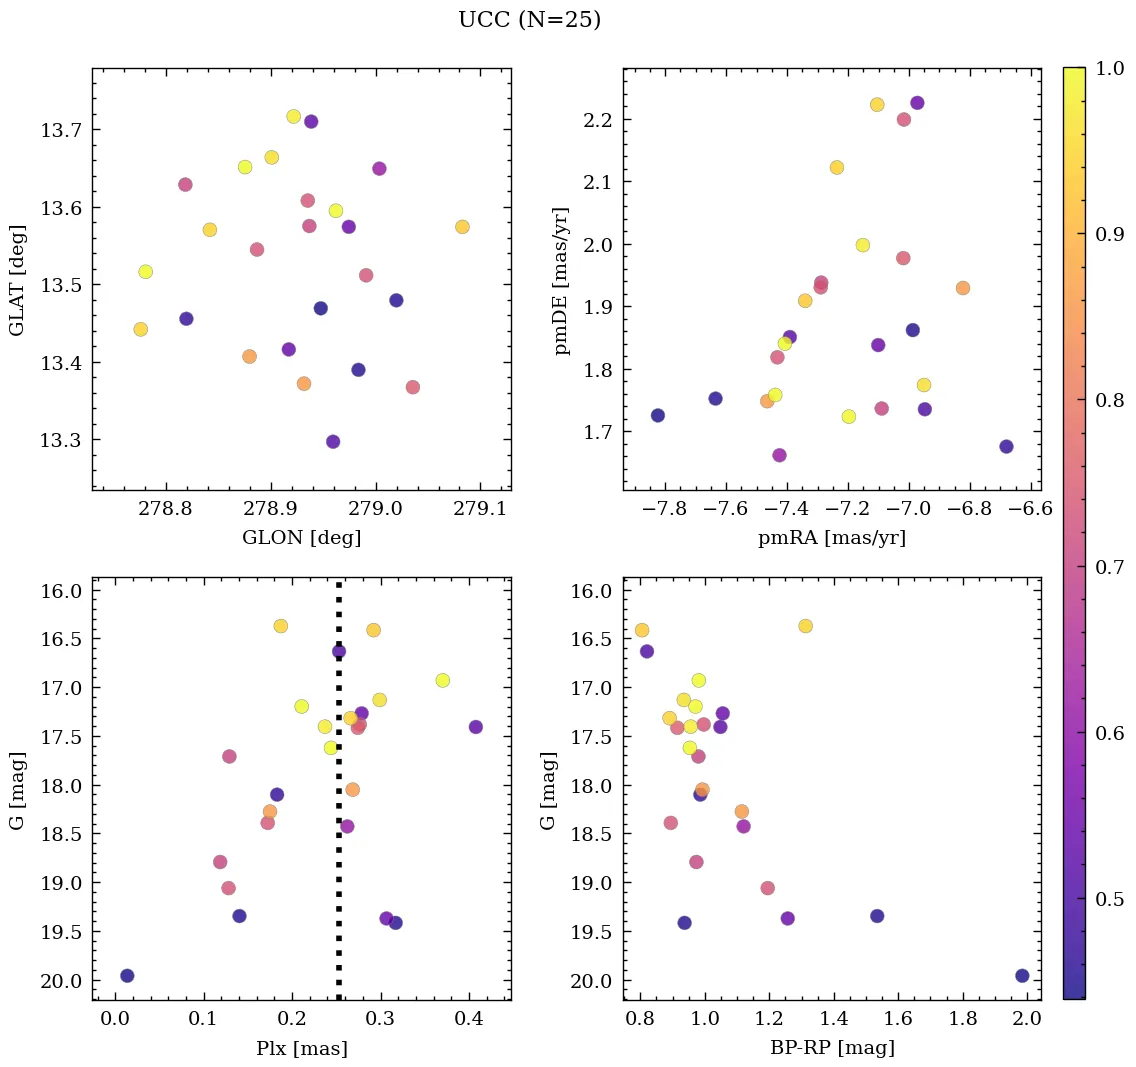 UCC (N=25)
13.7
13.6
13.5
13.4
13.3
GLAT [deg]
278.8 278.9 279.0 279.1
GLON [deg]
2.2
2.1
2.0
1.9
1.8
1.7
pmDE [mas/yr]
−7.8 −7.6 −7.4 −7.2 −7.0 −6.8 −6.6
pmRA [mas/yr]
16.0
16.5
17.0
17.5
18.0
18.5
19.0
19.5
20.0
G [mag]
0.0 0.1 0.2 0.3 0.4
Plx [mas]
16.0
16.5
17.0
17.5
18.0
18.5
19.0
19.5
20.0
G [mag]
0.8 1.0 1.2 1.4 1.6 1.8 2.0
BP-RP [mag]
1.0
0.9
0.8
0.7
0.6
0.5